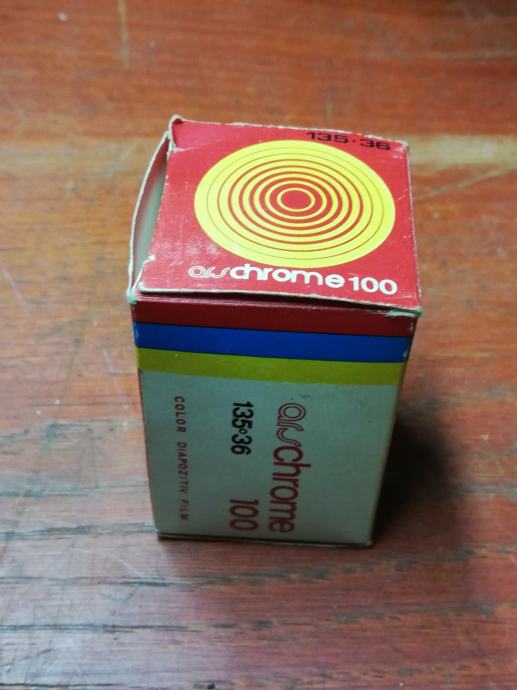 135·36
arschrome 100
arschrome 100
135∘36
COLOR DIAPOZITIV FILM